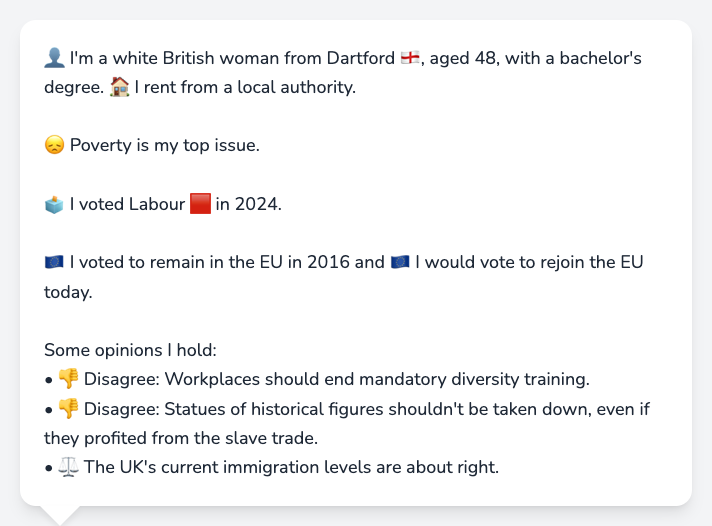 👤 I'm a white British woman from Dartford 🏴󠁧󠁢󠁥󠁮󠁧󠁿, aged 48, with a bachelor's
degree. 🏠 I rent from a local authority.
😞 Poverty is my top issue.
🗳️ I voted Labour 🟥 in 2024.
🇪🇺 I voted to remain in the EU in 2016 and 🇪🇺 I would vote to rejoin the EU
today.
Some opinions I hold:
• 👎 Disagree: Workplaces should end mandatory diversity training.
• 👎 Disagree: Statues of historical figures shouldn't be taken down, even if
they profited from the slave trade.
• ⚖️ The UK's current immigration levels are about right.